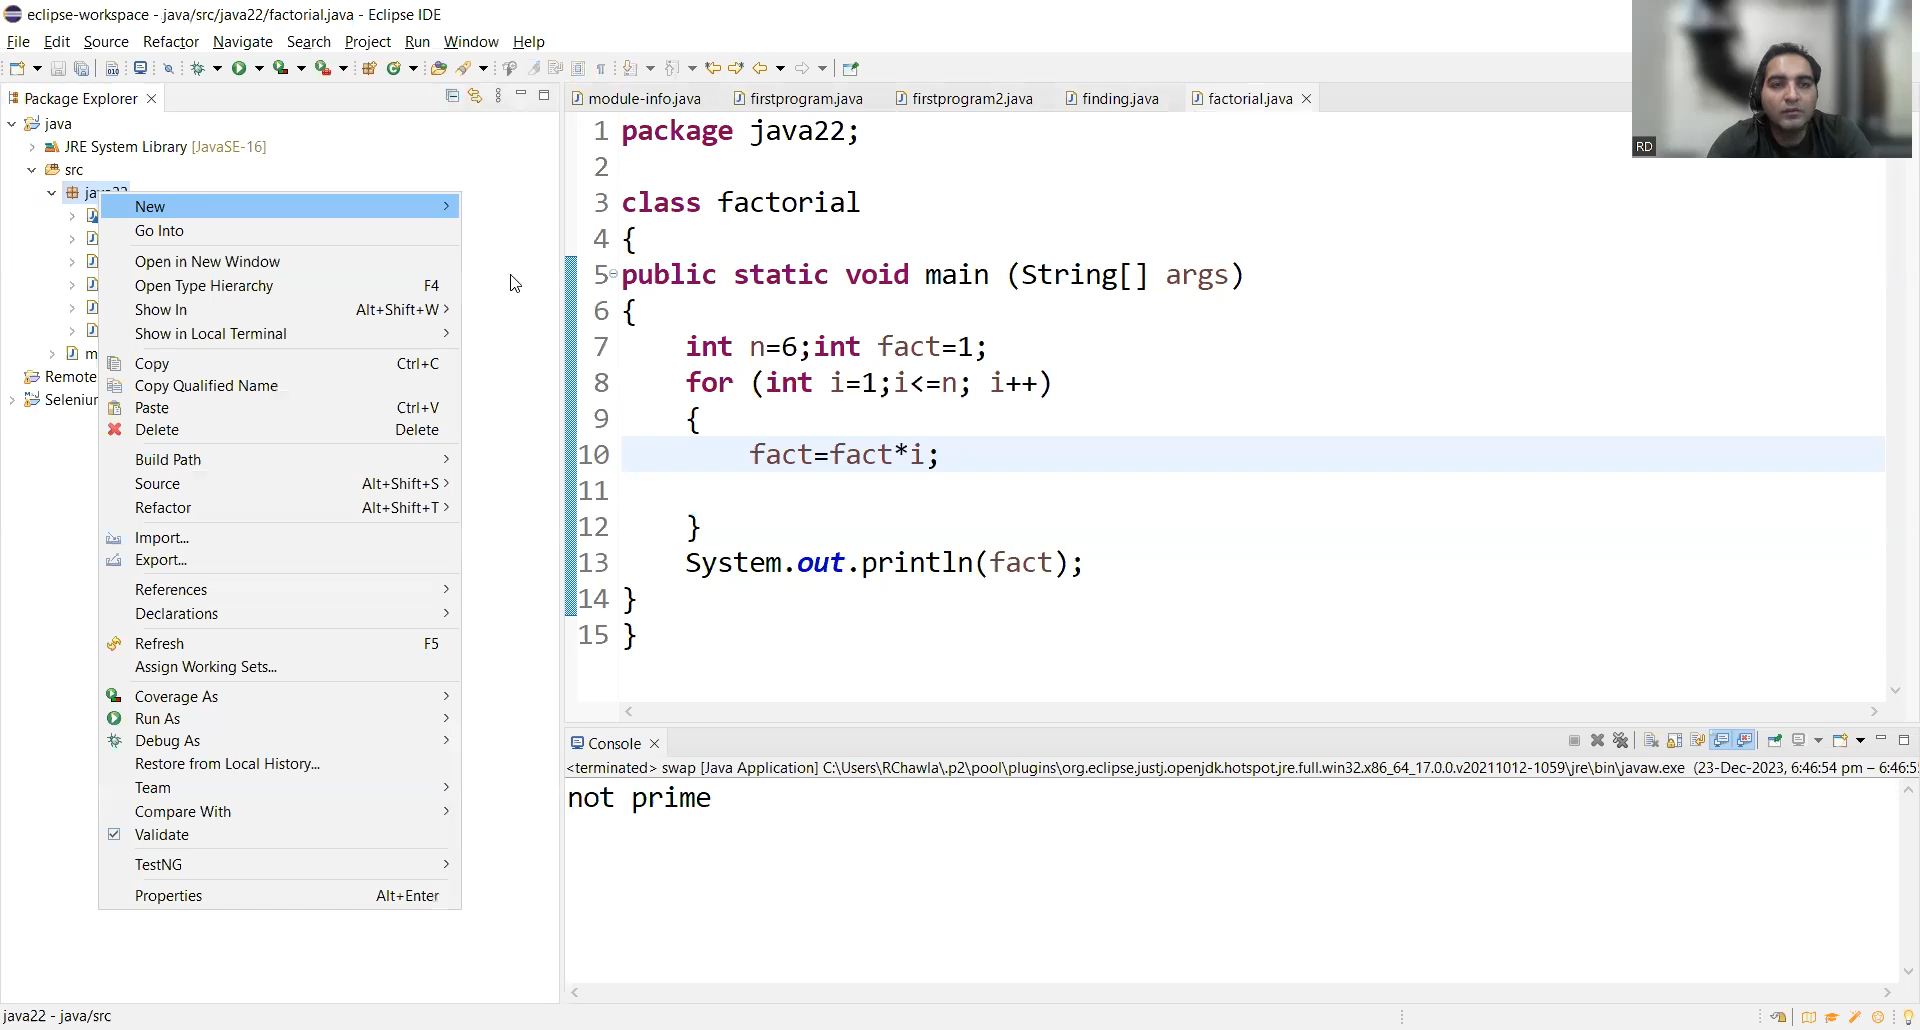 eclipse-workspace - java/src/java22/factorial.java - Eclipse IDE
File Edit Source Refactor Navigate Search Project Run Window Help
Package Explorer
module-info.java firstprogram.java firstprogram2.java finding.java factorial.java
java
JRE System Library [JavaSE-16]
src
java22
Remote
New
Go Into
Open in New Window
Open Type Hierarchy F4
Show In Alt+Shift+W
Show in Local Terminal
Copy Ctrl+C
Copy Qualified Name
Paste Ctrl+V
Delete Delete
Build Path
Source Alt+Shift+S
Refactor Alt+Shift+T
Import...
Export...
References
Declarations
Refresh F5
Assign Working Sets...
Coverage As
Run As
Debug As
Restore from Local History...
Team
Compare With
Validate
TestNG
Properties Alt+Enter
1 package java22;
2
3 class factorial
4 {
5 public static void main (String[] args)
6 {
7 int n=6;int fact=1;
8 for (int i=1;i<=n; i++)
9 {
10 fact=fact*i;
11
12 }
13 System.out.println(fact);
14 }
15 }
RD
Console
<terminated> swap [Java Application] C:\Users\RChawla\.p2\pool\plugins\org.eclipse.justj.openjdk.hotspot.jre.full.win32.x86_64_17.0.0.v20211012-1059\jre\bin\javaw.exe (23-Dec-2023, 6:46:54 pm – 6:46:5
not prime
java22 - java/src